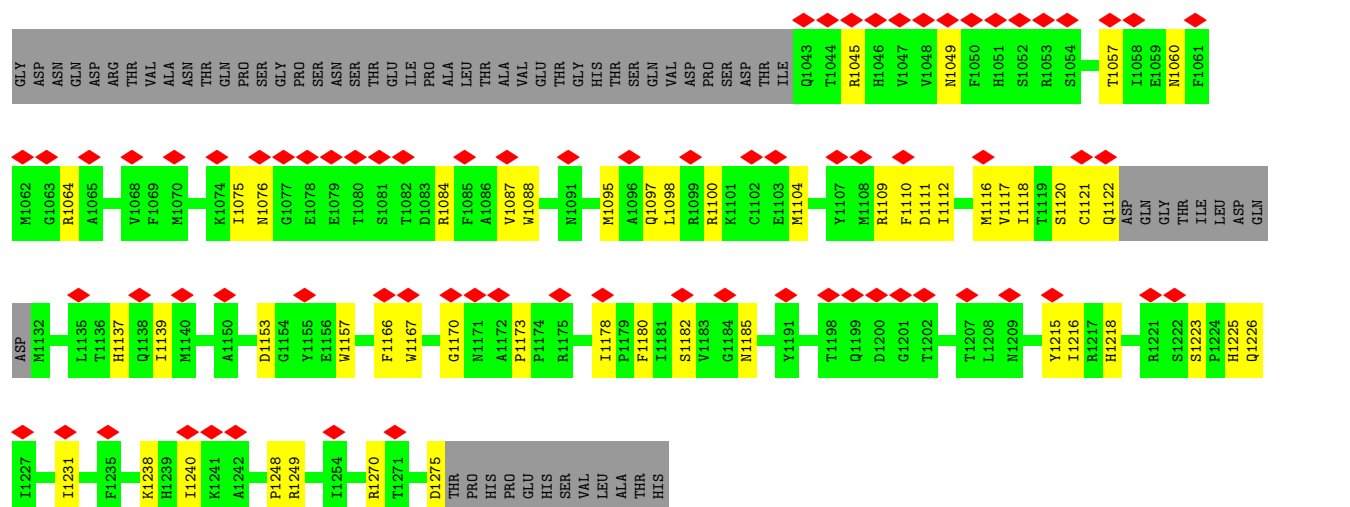 GLY ASP ASN GLN ASP ARG THR VAL ALA ASN THR GLN PRO SER GLY PRO SER ASN SER THR GLU ILE PRO ALA LEU THR ALA VAL GLU THR GLY HIS THR SER GLN VAL ASP PRO SER ASP THR ILE Q1043 T1044 R1045 H1046 V1047 V1048 N1049 F1050 H1051 S1052 R1053 S1054 T1057 I1058 E1059 N1060 F1061
M1062 G1063 R1064 A1065 V1068 F1069 M1070 K1074 I1075 N1076 G1077 E1078 E1079 T1080 S1081 T1082 D1083 R1084 F1085 A1086 V1087 W1088 N1091 M1095 A1096 Q1097 L1098 R1099 R1100 K1101 C1102 E1103 M1104 Y1107 M1108 R1109 F1110 D1111 I1112 M1116 V1117 I1118 T1119 S1120 C1121 Q1122 ASP GLN GLY THR ILE LEU ASP GLN
ASP M1132 L1135 T1136 H1137 Q1138 I1139 M1140 A1150 D1153 G1154 Y1155 E1156 W1157 F1166 W1167 G1170 N1171 A1172 P1173 P1174 R1175 I1178 P1179 F1180 I1181 S1182 V1183 G1184 N1185 Y1191 T1198 Q1199 D1200 G1201 T1202 T1207 L1208 N1209 Y1215 I1216 R1217 H1218 R1221 S1222 S1223 P1224 H1225 Q1226
I1227 I1231 F1235 K1238 H1239 I1240 K1241 A1242 P1248 R1249 I1254 R1270 T1271 D1275 THR PRO HIS PRO GLU HIS SER VAL LEU ALA THR HIS